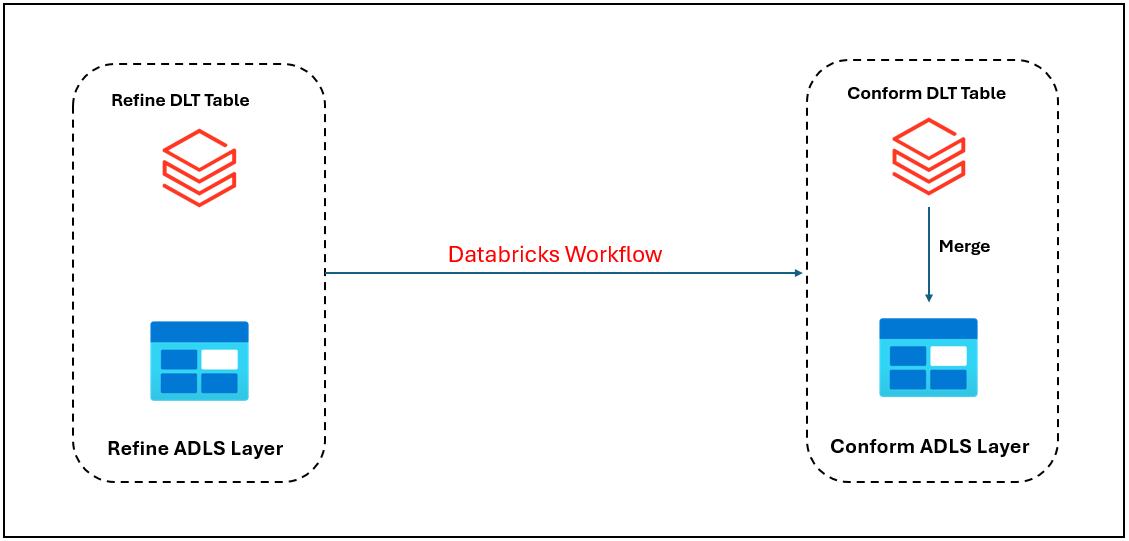 Refine DLT Table
Conform DLT Table
Merge
Databricks Workflow
Refine ADLS Layer
Conform ADLS Layer